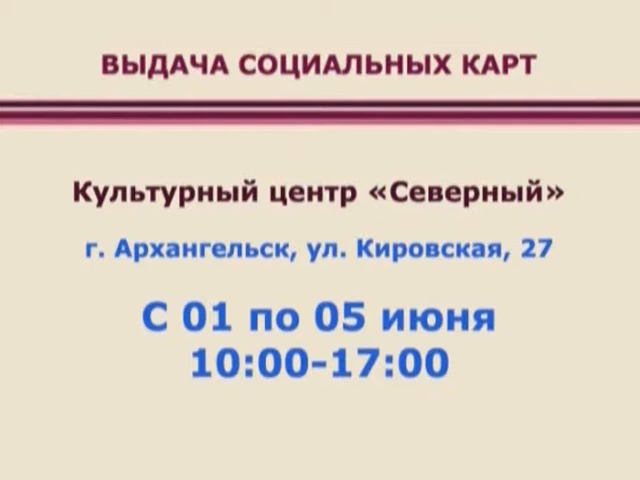 ВЫДАЧА СОЦИАЛЬНЫХ КАРТ
Культурный центр «Северный»
г. Архангельск, ул. Кировская, 27
С 01 по 05 июня
10:00-17:00